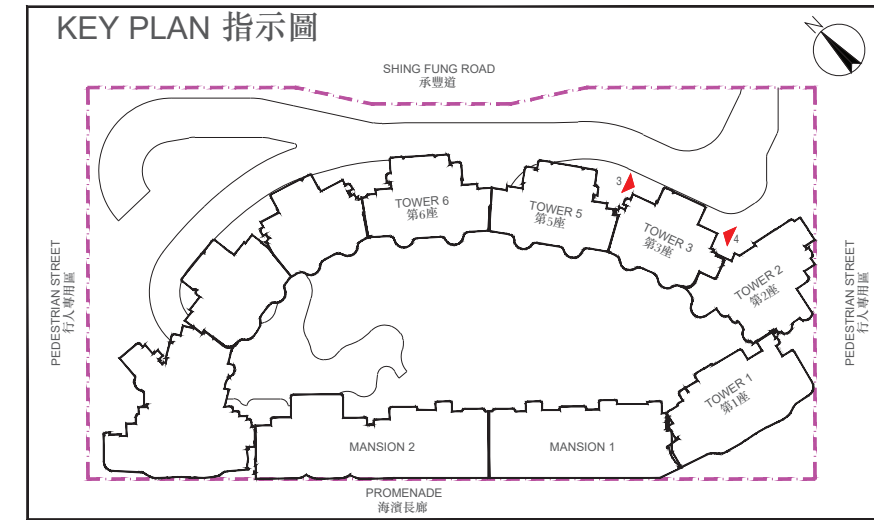 KEY PLAN 指示圖
N
SHING FUNG ROAD
承豐道
PEDESTRIAN STREET
行人專用區
TOWER 6
第6座
TOWER 5
第5座
3
TOWER 3
第3座
4
TOWER 2
第2座
TOWER 1
第1座
PEDESTRIAN STREET
行人專用區
MANSION 2
MANSION 1
PROMENADE
海濱長廊